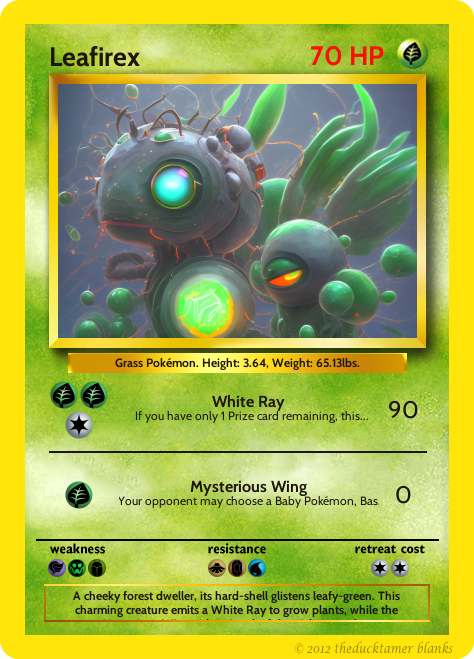 Leafirex
70 HP
Grass Pokémon. Height: 3.64, Weight: 65.13lbs.
White Ray
If you have only 1 Prize card remaining, this...
90
Mysterious Wing
Your opponent may choose a Baby Pokémon, Bas
0
weakness
resistance
retreat cost
A cheeky forest dweller, its hard-shell glistens leafy-green. This
charming creature emits a White Ray to grow plants, while the
© 2012 theducktamer blanks